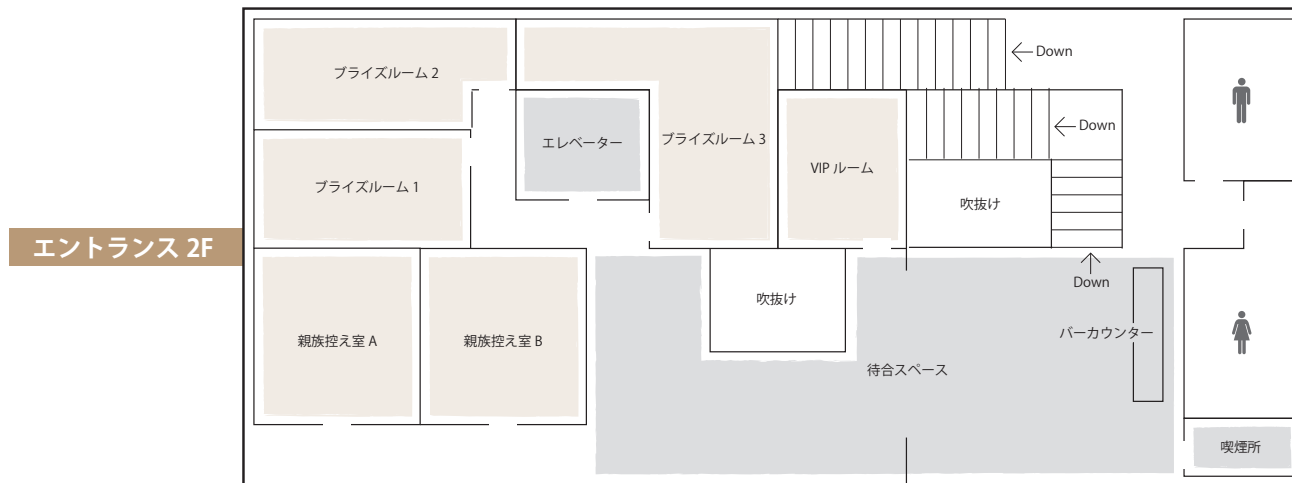 エントランス 2F
ブライズルーム 2
ブライズルーム 1
エレベーター
ブライズルーム 3
VIP ルーム
Down
Down
吹抜け
Down
親族控え室 A
親族控え室 B
吹抜け
待合スペース
バーカウンター
喫煙所